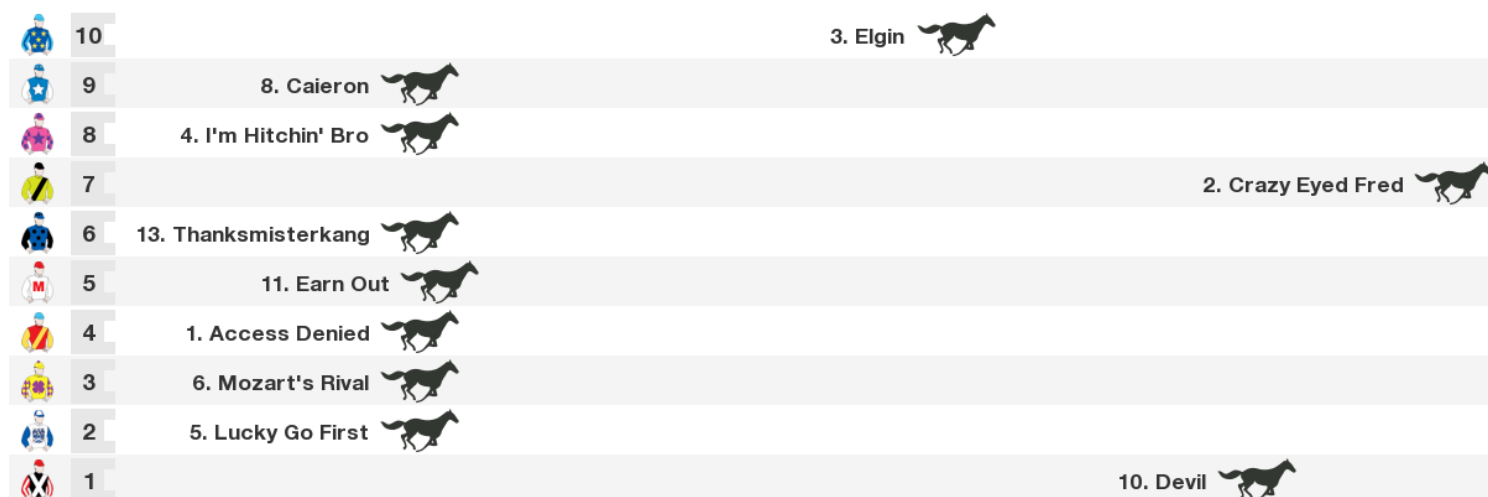 10 3. Elgin
9 8. Caieron
8 4. I'm Hitchin' Bro
7 2. Crazy Eyed Fred
6 13. Thanksmisterkang
5 M 11. Earn Out
4 1. Access Denied
3 6. Mozart's Rival
2 5. Lucky Go First
1 10. Devil